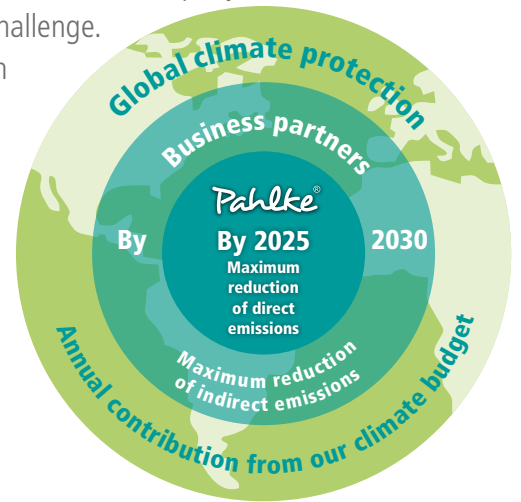 hallenge.
Global climate protection
Business partners
Pahlke®
By
By 2025
2030
Maximum
reduction
of direct
emissions
Maximum reduction
of indirect emissions
Annual contribution from our climate budget